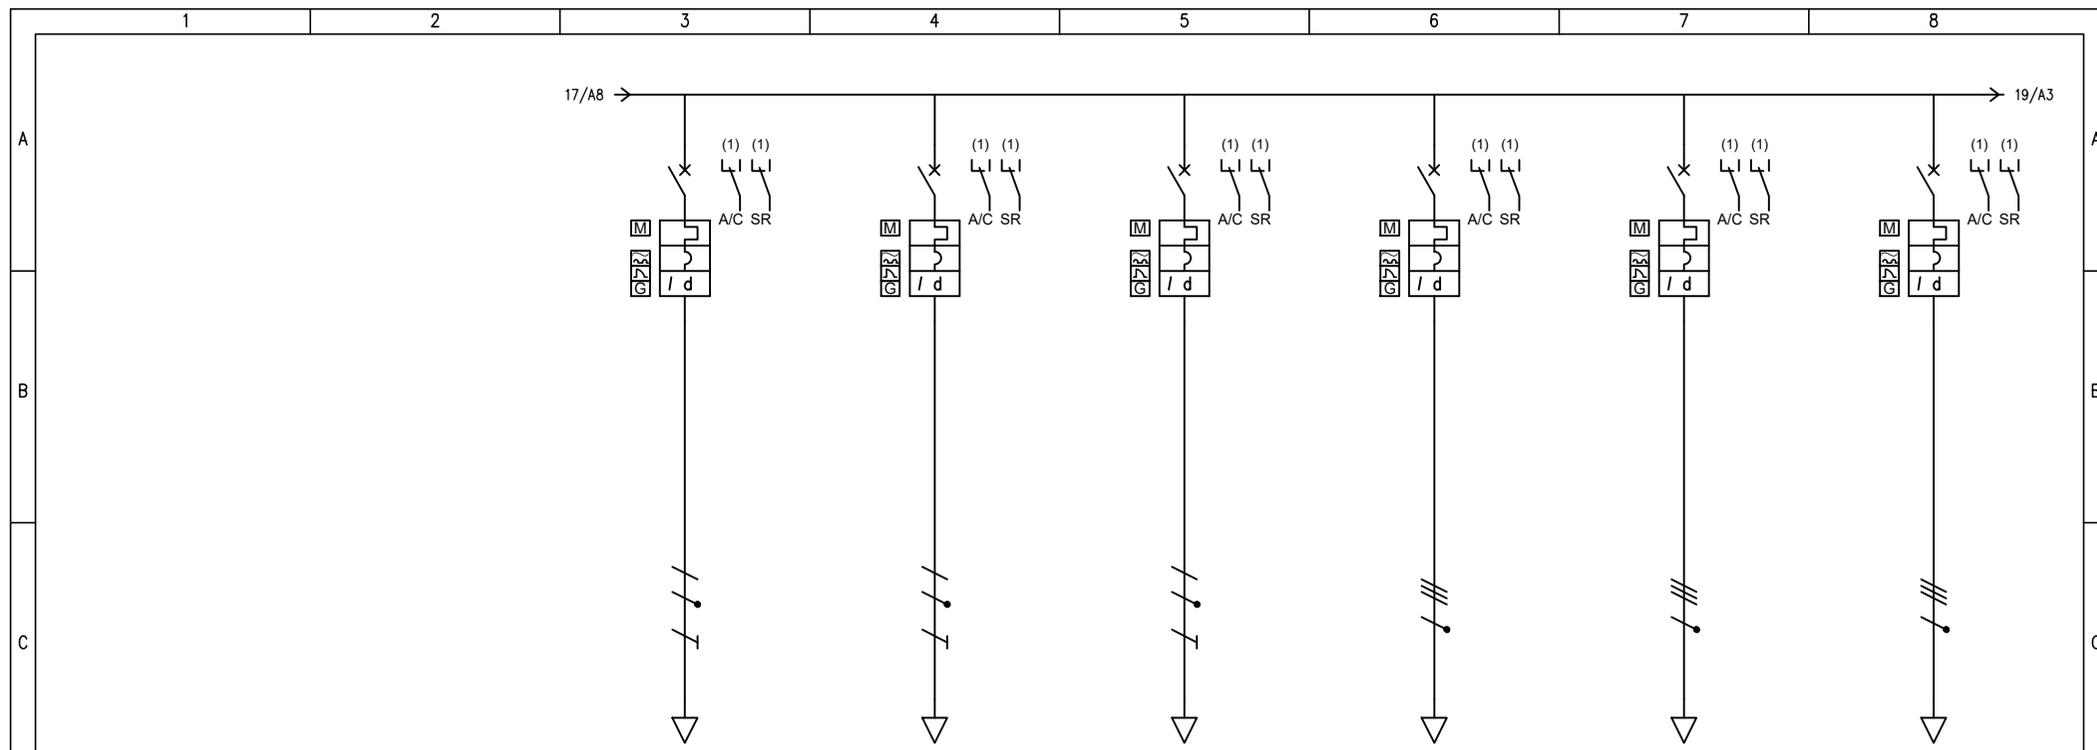 1 2 3 4 5 6 7 8
17/A8 19/A3
A A
(1) (1) (1) (1) (1) (1) (1) (1) (1) (1) (1) (1)
A/C SR A/C SR A/C SR A/C SR A/C SR A/C SR
M M M M M M
I d I d I d I d I d I d
G G G G G G
B
C